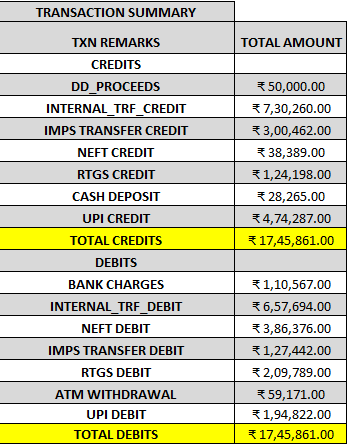 TRANSACTION SUMMARY
TXN REMARKS TOTAL AMOUNT
CREDITS
DD_PROCEEDS ₹ 50,000.00
INTERNAL_TRF_CREDIT ₹ 7,30,260.00
IMPS TRANSFER CREDIT ₹ 3,00,462.00
NEFT CREDIT ₹ 38,389.00
RTGS CREDIT ₹ 1,24,198.00
CASH DEPOSIT ₹ 28,265.00
UPI CREDIT ₹ 4,74,287.00
TOTAL CREDITS ₹ 17,45,861.00
DEBITS
BANK CHARGES ₹ 1,10,567.00
INTERNAL_TRF_DEBIT ₹ 6,57,694.00
NEFT DEBIT ₹ 3,86,376.00
IMPS TRANSFER DEBIT ₹ 1,27,442.00
RTGS DEBIT ₹ 2,09,789.00
ATM WITHDRAWAL ₹ 59,171.00
UPI DEBIT ₹ 1,94,822.00
TOTAL DEBITS ₹ 17,45,861.00